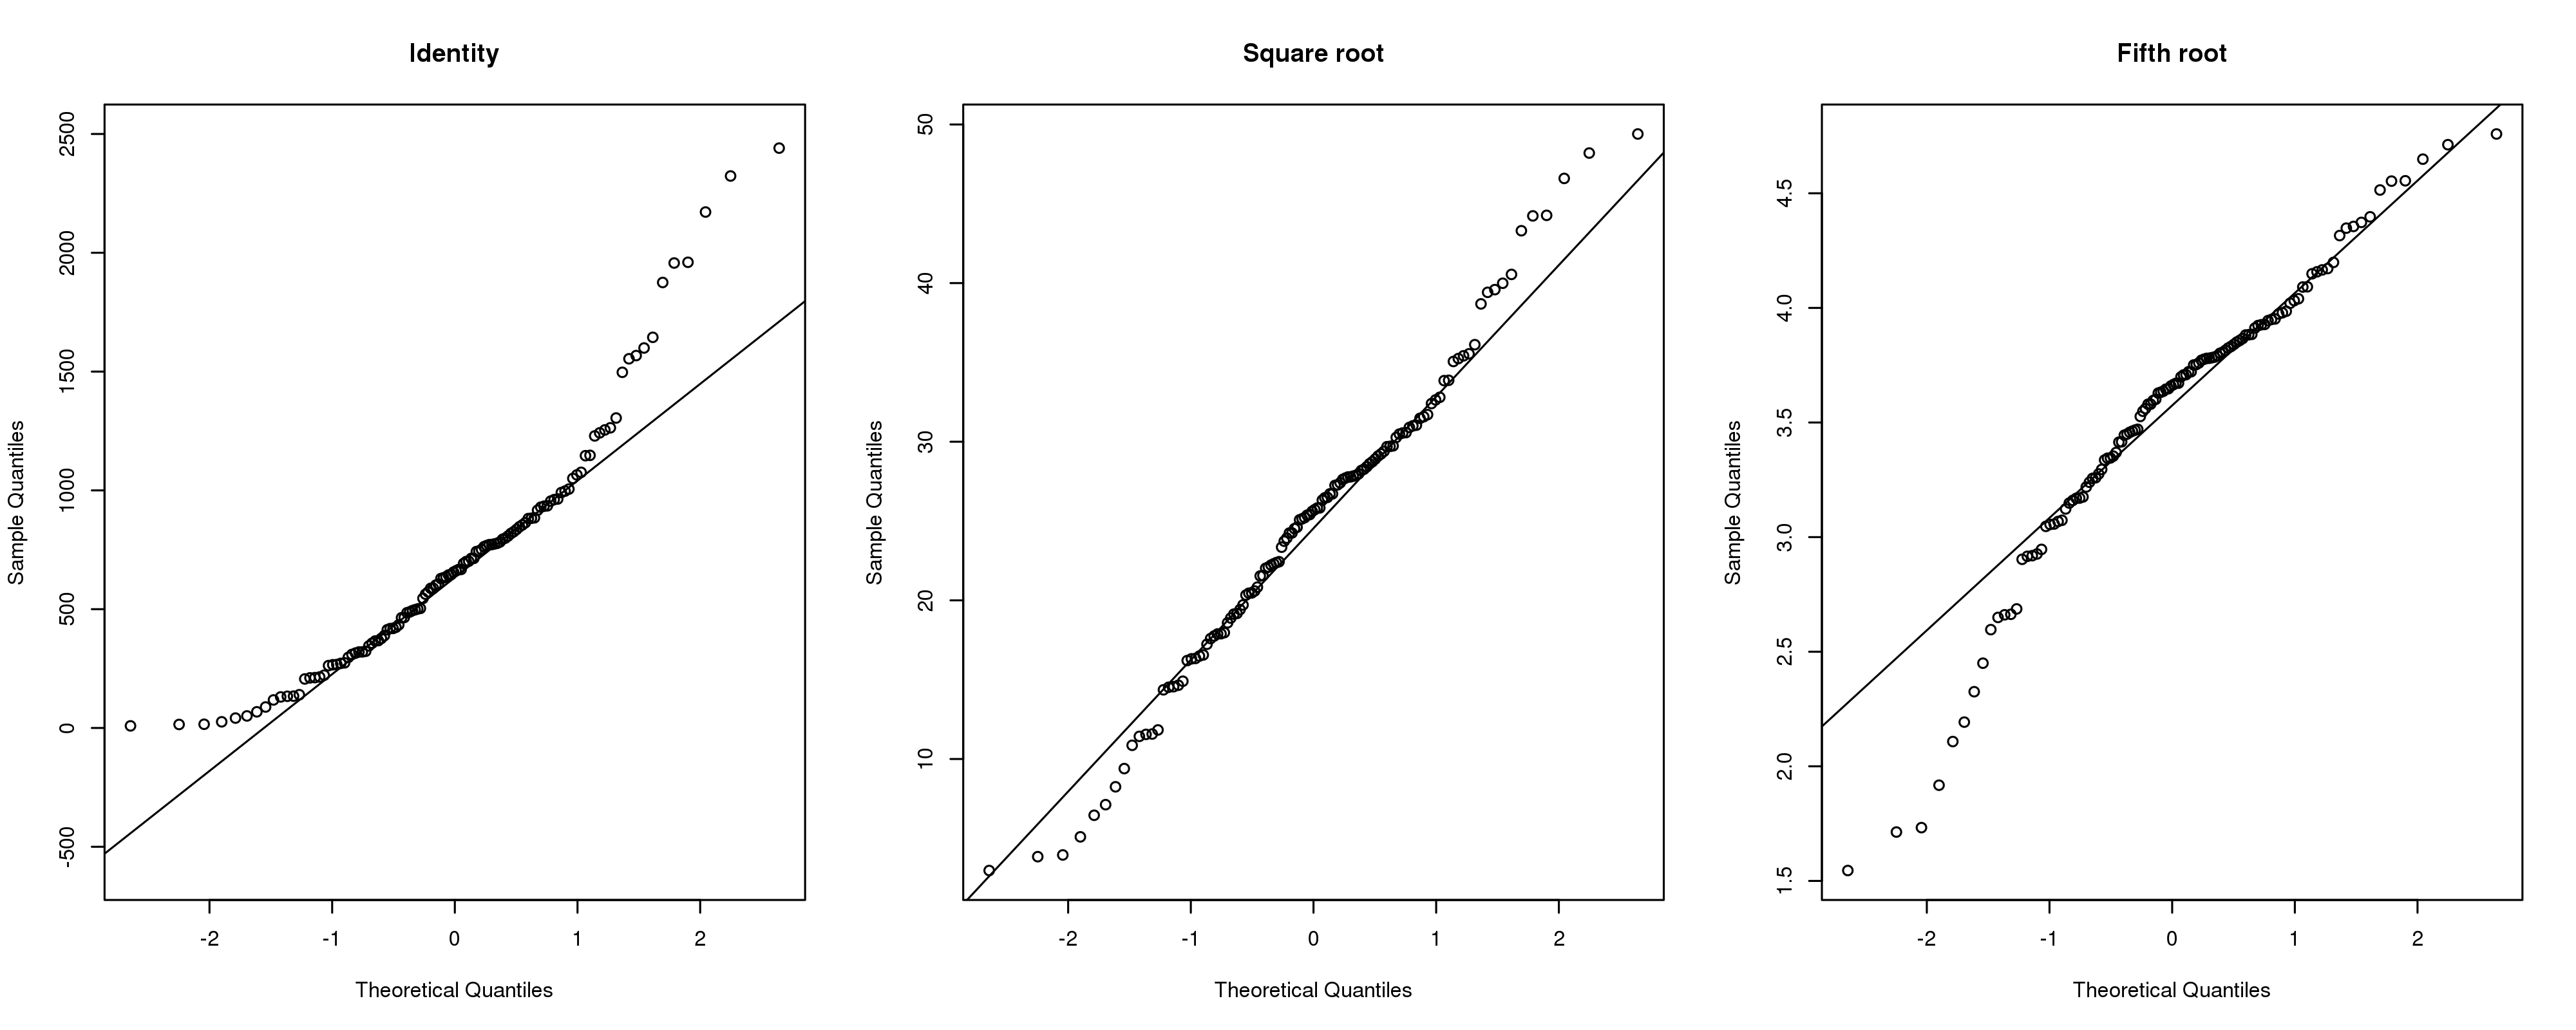 Identity
Sample Quantiles
2500
2000
1500
1000
500
0
-500
-2 -1 0 1 2
Theoretical Quantiles
Square root
Sample Quantiles
50
40
30
20
10
-2 -1 0 1 2
Theoretical Quantiles
Fifth root
Sample Quantiles
4.5
4.0
3.5
3.0
2.5
2.0
1.5
-2 -1 0 1 2
Theoretical Quantiles